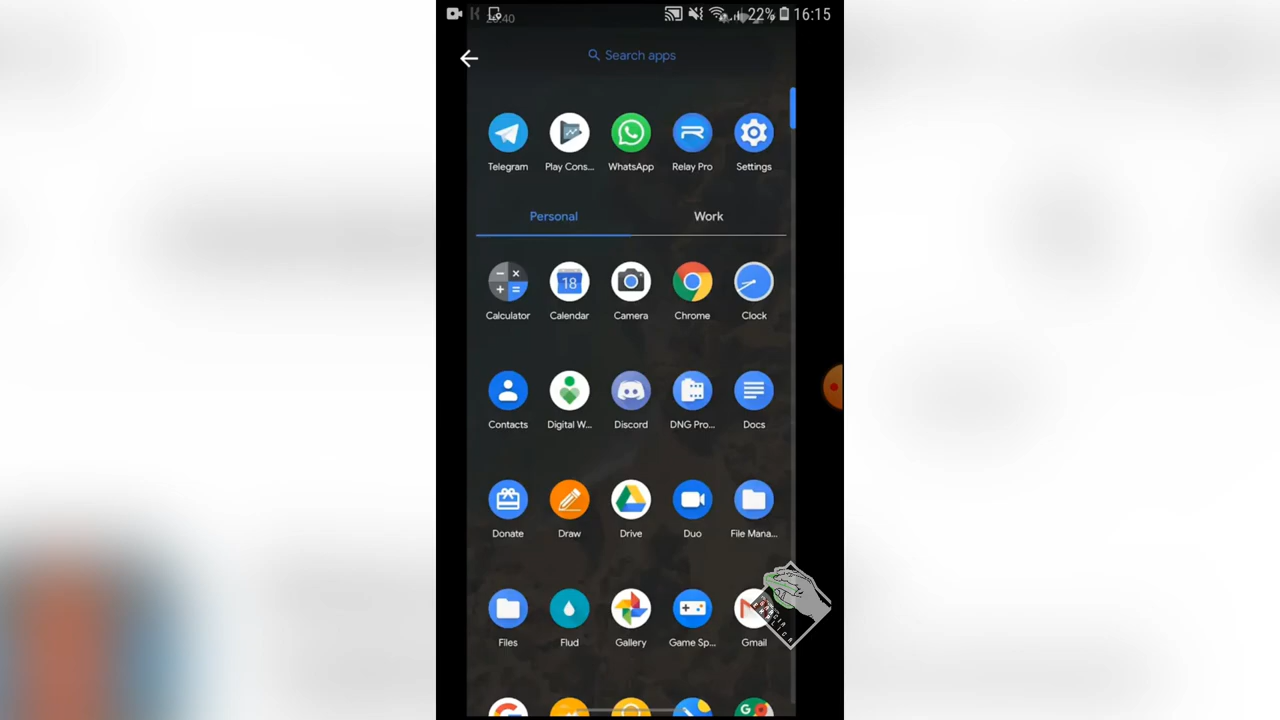 22% 16:15
20:40
Search apps
Telegram Play Cons... WhatsApp Relay Pro Settings
Personal Work
18
Calculator Calendar Camera Chrome Clock
Contacts Digital W... Discord DNG Pro... Docs
Donate Draw Drive Duo File Mana...
Files Flud Gallery Game Sp... Gmail